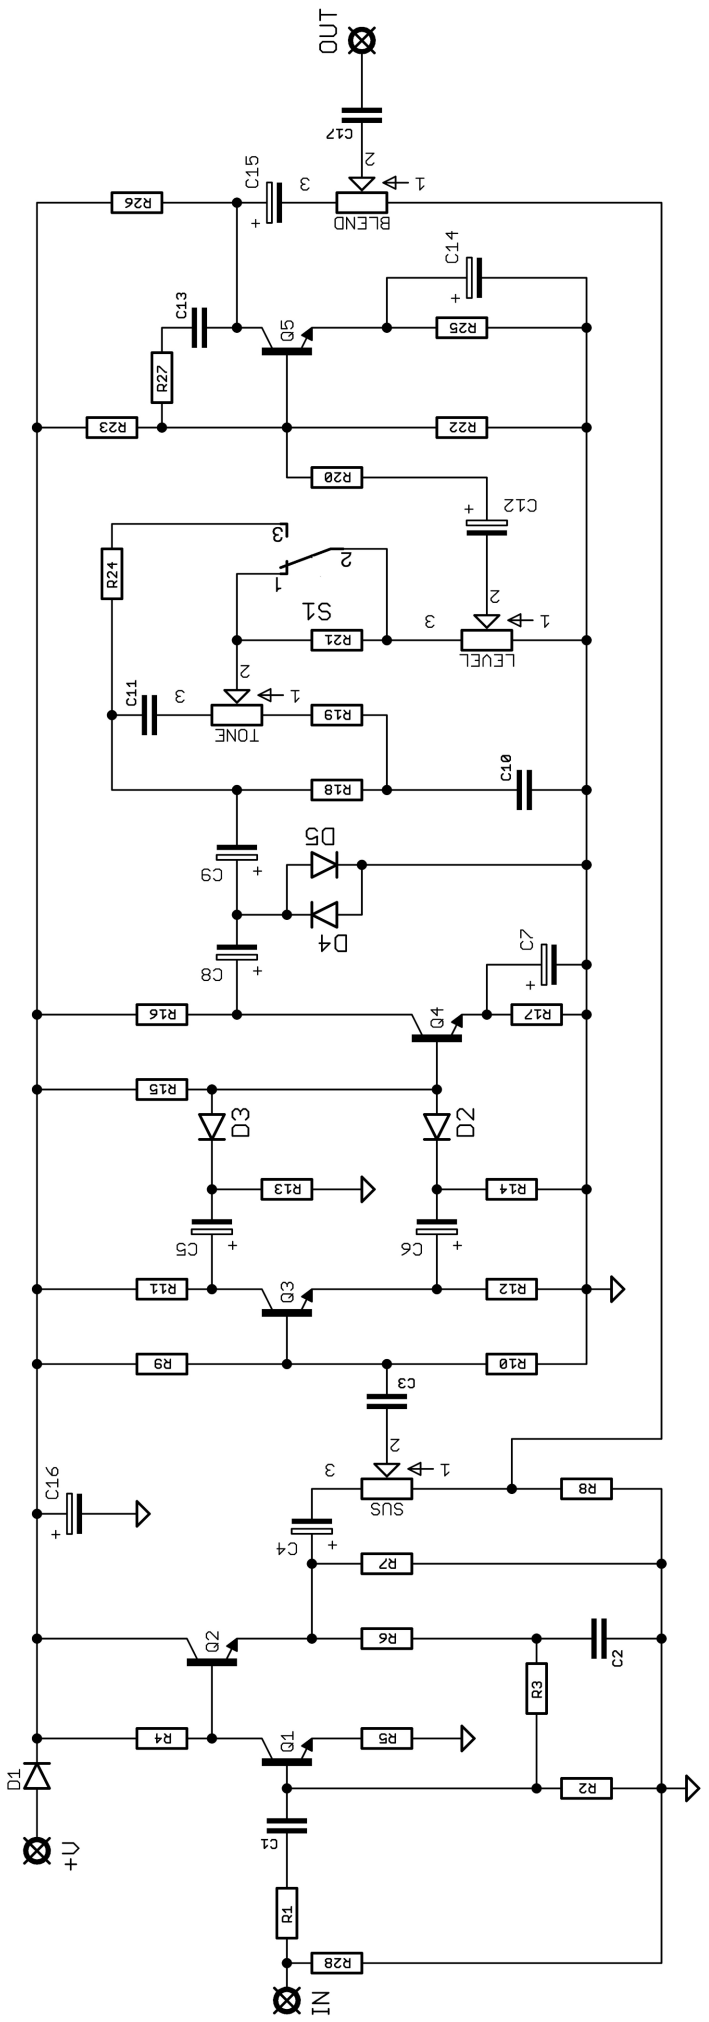 OUT
C17
2
C15
3
1
R26
BLEND
C14
C13
+
+
Q5
R25
R27
R23
R22
R20
C12
+
3
R24
2
1
S1
2
R21
3
1
LEVEL
C11
3
2
1
TONE
R19
R18
C10
D5
C9
+
D4
C7
C8
+
+
R16
Q4
R17
R15
D3
D2
R13
R14
C5
+
C6
+
R11
Q3
R12
R9
R10
C3
2
3
1
C16
+
SUS
R8
C4
+
R7
Q2
R6
C2
R3
R4
Q1
R5
D1
R2
+V
C1
R1
R28
IN